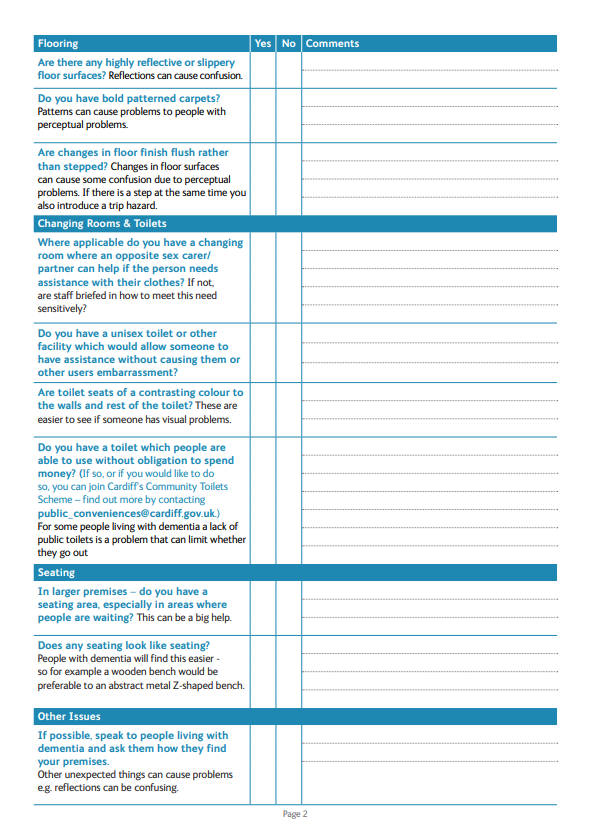 Flooring Yes No Comments
Are there any highly reflective or slippery
floor surfaces? Reflections can cause confusion.
Do you have bold patterned carpets?
Patterns can cause problems to people with
perceptual problems.
Are changes in floor finish flush rather
than stepped? Changes in floor surfaces
can cause some confusion due to perceptual
problems. If there is a step at the same time you
also introduce a trip hazard.
Changing Rooms & Toilets
Where applicable do you have a changing
room where an opposite sex carer/
partner can help if the person needs
assistance with their clothes? If not,
are staff briefed in how to meet this need
sensitively?
Do you have a unisex toilet or other
facility which would allow someone to
have assistance without causing them or
other users embarrassment?
Are toilet seats of a contrasting colour to
the walls and rest of the toilet? These are
easier to see if someone has visual problems.
Do you have a toilet which people are
able to use without obligation to spend
money? (If so, or if you would like to do
so, you can join Cardiff's Community Toilets
Scheme – find out more by contacting
public_conveniences@cardiff.gov.uk.)
For some people living with dementia a lack of
public toilets is a problem that can limit whether
they go out
Seating
In larger premises – do you have a
seating area, especially in areas where
people are waiting? This can be a big help.
Does any seating look like seating?
People with dementia will find this easier -
so for example a wooden bench would be
preferable to an abstract metal Z-shaped bench.
Other Issues
If possible, speak to people living with
dementia and ask them how they find
your premises.
Other unexpected things can cause problems
e.g. reflections can be confusing.
Page 2